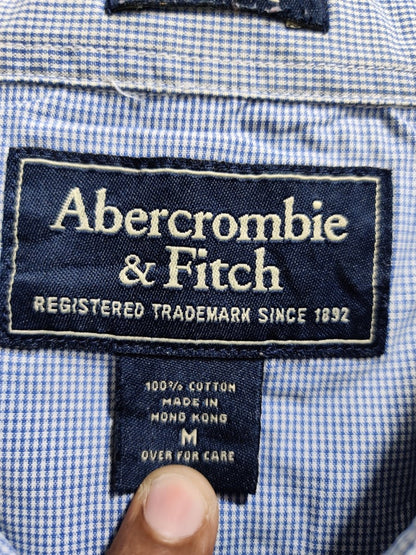 Abercrombie
& Fitch
REGISTERED TRADEMARK SINCE 1892
100% COTTON
MADE IN
HONG KONG
M
OVER FOR CARE